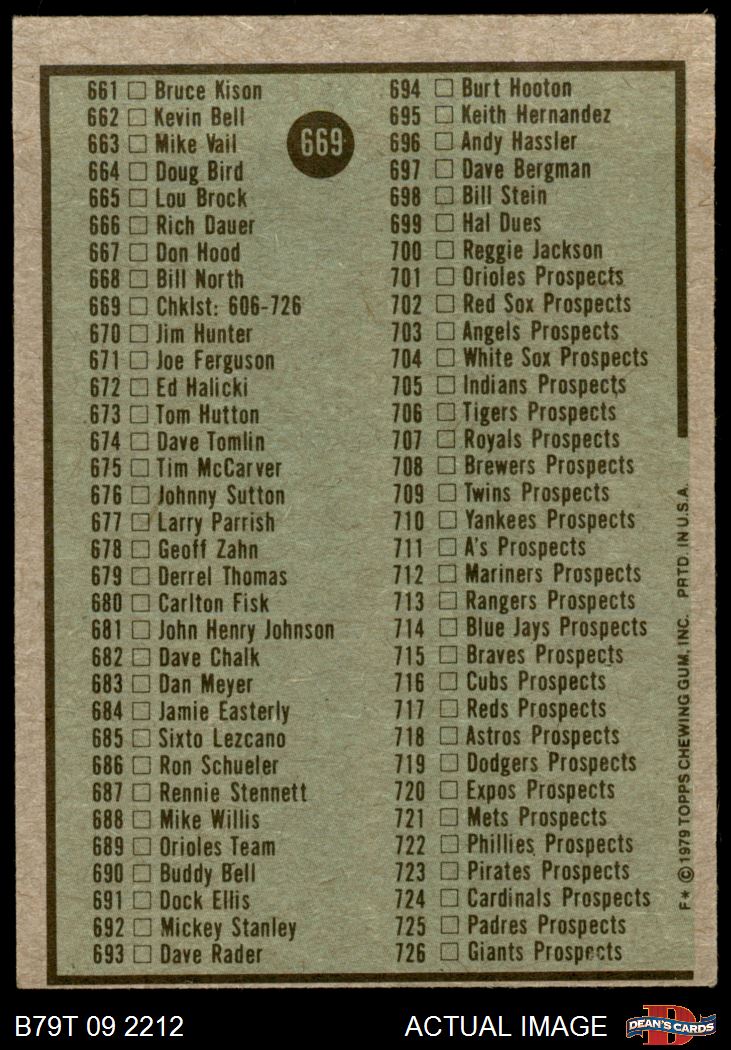 661 Bruce Kison
662 Kevin Bell
663 Mike Vail
664 Doug Bird
665 Lou Brock
666 Rich Dauer
667 Don Hood
668 Bill North
669 Chklst: 606-726
670 Jim Hunter
671 Joe Ferguson
672 Ed Halicki
673 Tom Hutton
674 Dave Tomlin
675 Tim McCarver
676 Johnny Sutton
677 Larry Parrish
678 Geoff Zahn
679 Derrel Thomas
680 Carlton Fisk
681 John Henry Johnson
682 Dave Chalk
683 Dan Meyer
684 Jamie Easterly
685 Sixto Lezcano
686 Ron Schueler
687 Rennie Stennett
688 Mike Willis
689 Orioles Team
690 Buddy Bell
691 Dock Ellis
692 Mickey Stanley
693 Dave Rader
669
694 Burt Hooton
695 Keith Hernandez
696 Andy Hassler
697 Dave Bergman
698 Bill Stein
699 Hal Dues
700 Reggie Jackson
701 Orioles Prospects
702 Red Sox Prospects
703 Angels Prospects
704 White Sox Prospects
705 Indians Prospects
706 Tigers Prospects
707 Royals Prospects
708 Brewers Prospects
709 Twins Prospects
710 Yankees Prospects
711 A's Prospects
712 Mariners Prospects
713 Rangers Prospects
714 Blue Jays Prospects
715 Braves Prospects
716 Cubs Prospects
717 Reds Prospects
718 Astros Prospects
719 Dodgers Prospects
720 Expos Prospects
721 Mets Prospects
722 Phillies Prospects
723 Pirates Prospects
724 Cardinals Prospects
725 Padres Prospects
726 Giants Prospects
F* © 1979 TOPPS CHEWING GUM, INC. PRTD. IN U.S.A.
B79T 09 2212
ACTUAL IMAGE
D
DEAN'S CARDS